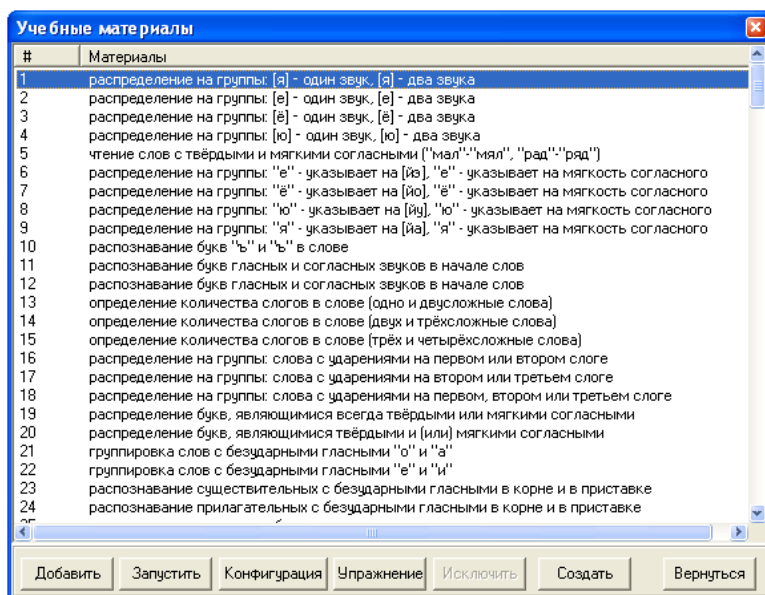 Учебные материалы
# Материалы
1 распределение на группы: [я] - один звук, [я] - два звука
2 распределение на группы: [е] - один звук, [е] - два звука
3 распределение на группы: [ё] - один звук, [ё] - два звука
4 распределение на группы: [ю] - один звук, [ю] - два звука
5 чтение слов с твёрдыми и мягкими согласными ("мал"-"мял", "рад"-"ряд")
6 распределение на группы: "е" - указывает на [йэ], "е" - указывает на мягкость согласного
7 распределение на группы: "ё" - указывает на [йо], "ё" - указывает на мягкость согласного
8 распределение на группы: "ю" - указывает на [йу], "ю" - указывает на мягкость согласного
9 распределение на группы: "я" - указывает на [йа], "я" - указывает на мягкость согласного
10 распознавание букв "ъ" и "ъ" в слове
11 распознавание букв гласных и согласных звуков в начале слов
12 распознавание букв гласных и согласных звуков в начале слов
13 определение количества слогов в слове (одно и двусложные слова)
14 определение количества слогов в слове (двух и трёхсложные слова)
15 определение количества слогов в слове (трёх и четырёхсложные слова)
16 распределение на группы: слова с ударениями на первом или втором слоге
17 распределение на группы: слова с ударениями на втором или третьем слоге
18 распределение на группы: слова с ударениями на первом, втором или третьем слоге
19 распределение букв, являющимися всегда твёрдыми или мягкими согласными
20 распределение букв, являющимися твёрдыми и (или) мягкими согласными
21 группировка слов с безударными гласными "о" и "а"
22 группировка слов с безударными гласными "е" и "и"
23 распознавание существительных с безударными гласными в корне и в приставке
24 распознавание прилагательных с безударными гласными в корне и в приставке
Добавить Запустить Конфигурация Упражнение Исключить Создать Вернуться